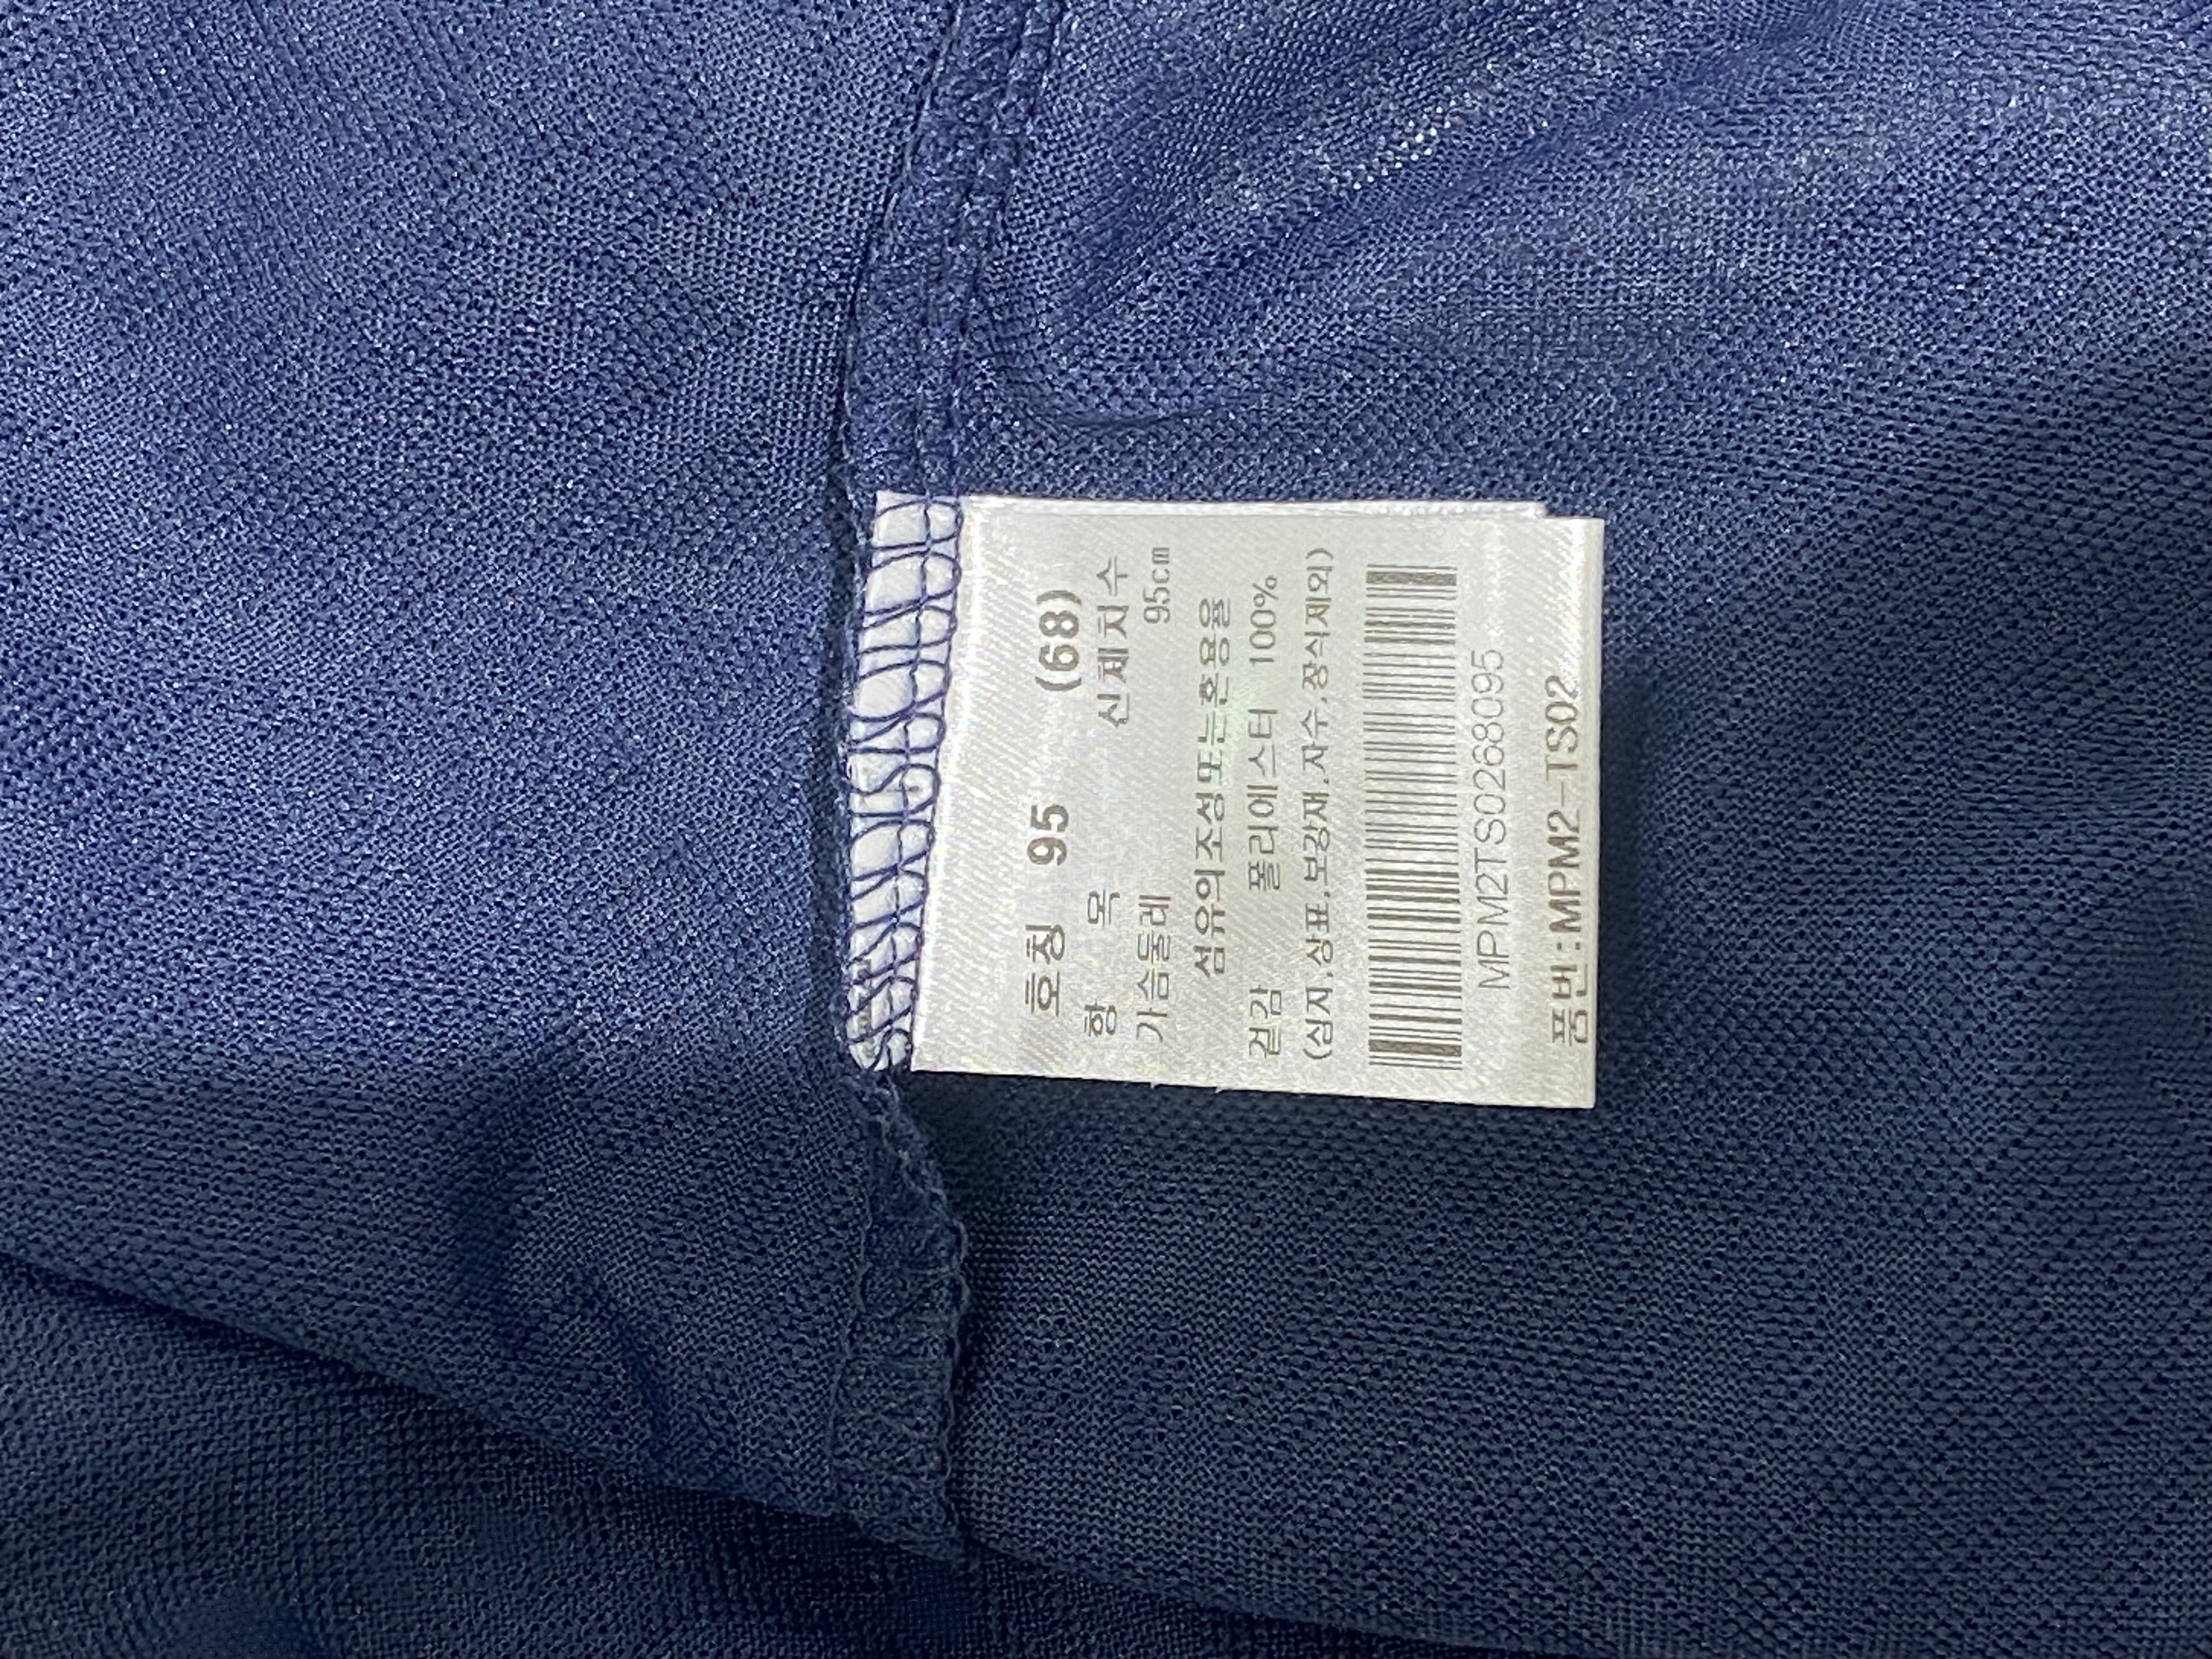 호칭 95 (68)
항 목 신체치수
가슴둘레 95cm
섬유의조성또는혼용율
겉감 폴리에스터 100%
(심지,상표,보강재,자수,장식제외)
MPM2TS0268095
품번:MPM2-TS02